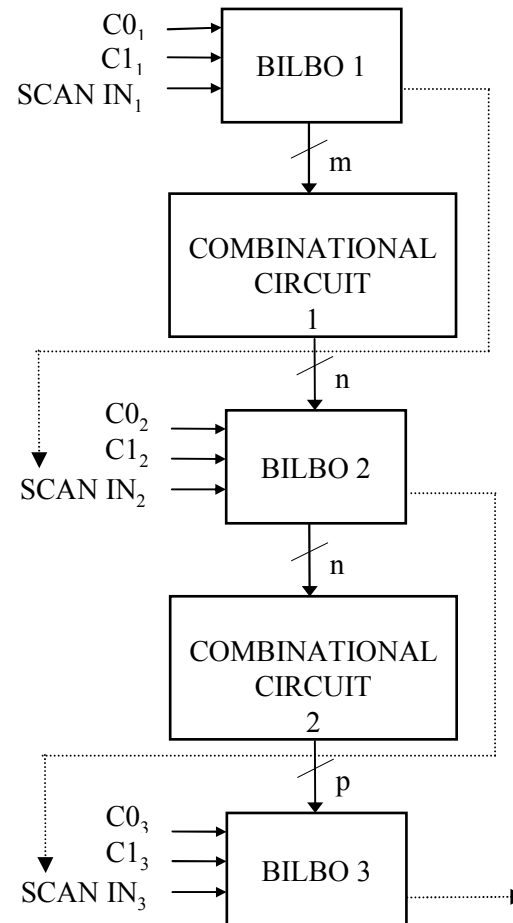 C0₁
C1₁
SCAN IN₁
BILBO 1
m
COMBINATIONAL
CIRCUIT
1
n
C0₂
C1₂
SCAN IN₂
BILBO 2
n
COMBINATIONAL
CIRCUIT
2
p
C0₃
C1₃
SCAN IN₃
BILBO 3